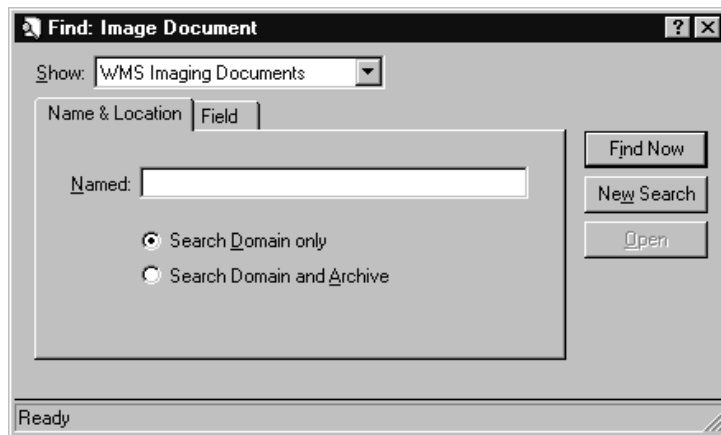 Find: Image Document
? X
Show: WMS Imaging Documents
Name & Location Field
Find Now
Named:
New Search
Search Domain only
Open
Search Domain and Archive
Ready